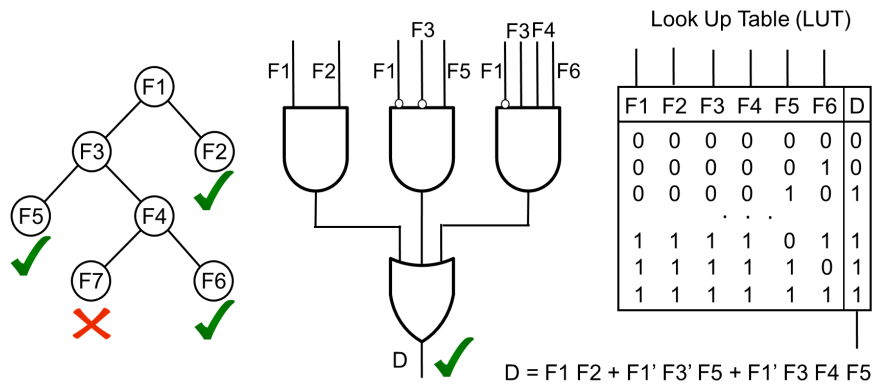 Look Up Table (LUT)
F3
F3 F4
F1 F2 F1 F5 F1 F6
F1
F3 F2
F5 F4
F7 F6
F1 F2 F3 F4 F5 F6 D
0 0 0 0 0 0 0
0 0 0 0 0 1 0
0 0 0 0 1 0 1
. . .
1 1 1 1 0 1 1
1 1 1 1 1 0 1
1 1 1 1 1 1 1
D
D = F1 F2 + F1’ F3’ F5 + F1’ F3 F4 F5